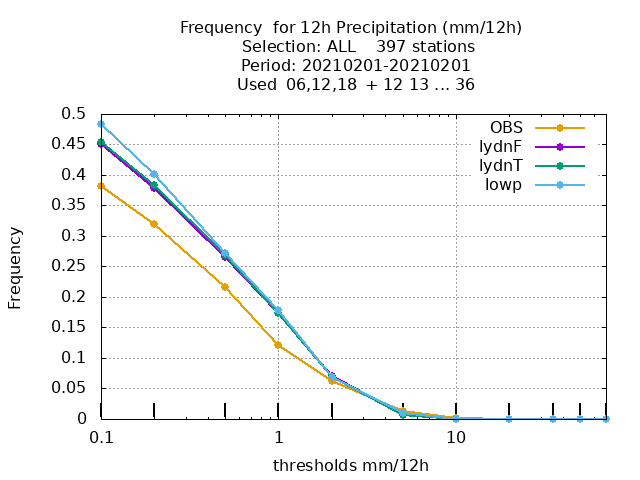 Frequency  for 12h Precipitation (mm/12h)
Selection: ALL    397 stations
Period: 20210201-20210201
Used  06,12,18  + 12 13 ... 36
0.5
0.45
0.4
0.35
0.3
0.25
0.2
0.15
0.1
0.05
0
Frequency
OBS
lydnF
lydnT
lowp
0.1
1
10
thresholds mm/12h